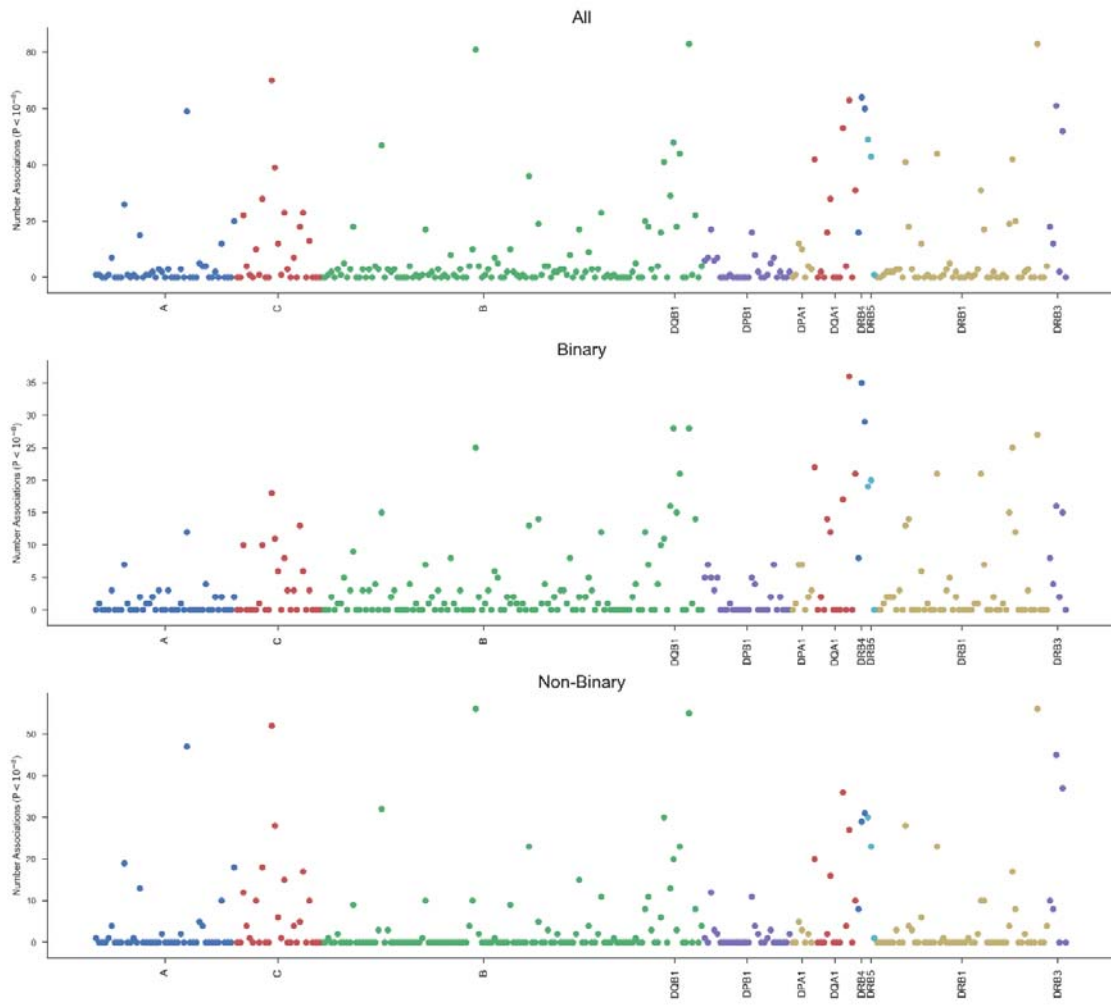 All
Number Associations (P < 10⁻⁸)
80
60
40
20
0
A
C
B
DQB1
DPB1
DPA1
DQA1
DRB4
DRB5
DRB1
DRB3
Binary
Number Associations (P < 10⁻⁸)
35
30
25
20
15
10
5
0
A
C
B
DQB1
DPB1
DPA1
DQA1
DRB4
DRB5
DRB1
DRB3
Non-Binary
Number Associations (P < 10⁻⁸)
50
40
30
20
10
0
A
C
B
DQB1
DPB1
DPA1
DQA1
DRB4
DRB5
DRB1
DRB3